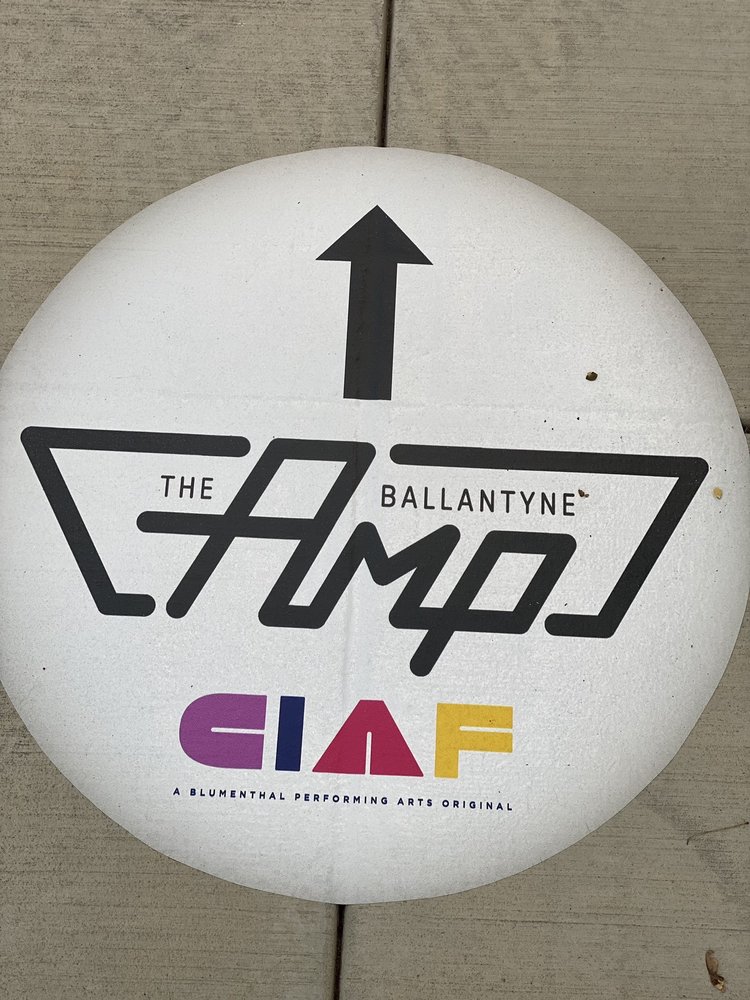 THE BALLANTYNE
Amp
CIAF
A BLUMENTHAL PERFORMING ARTS ORIGINAL